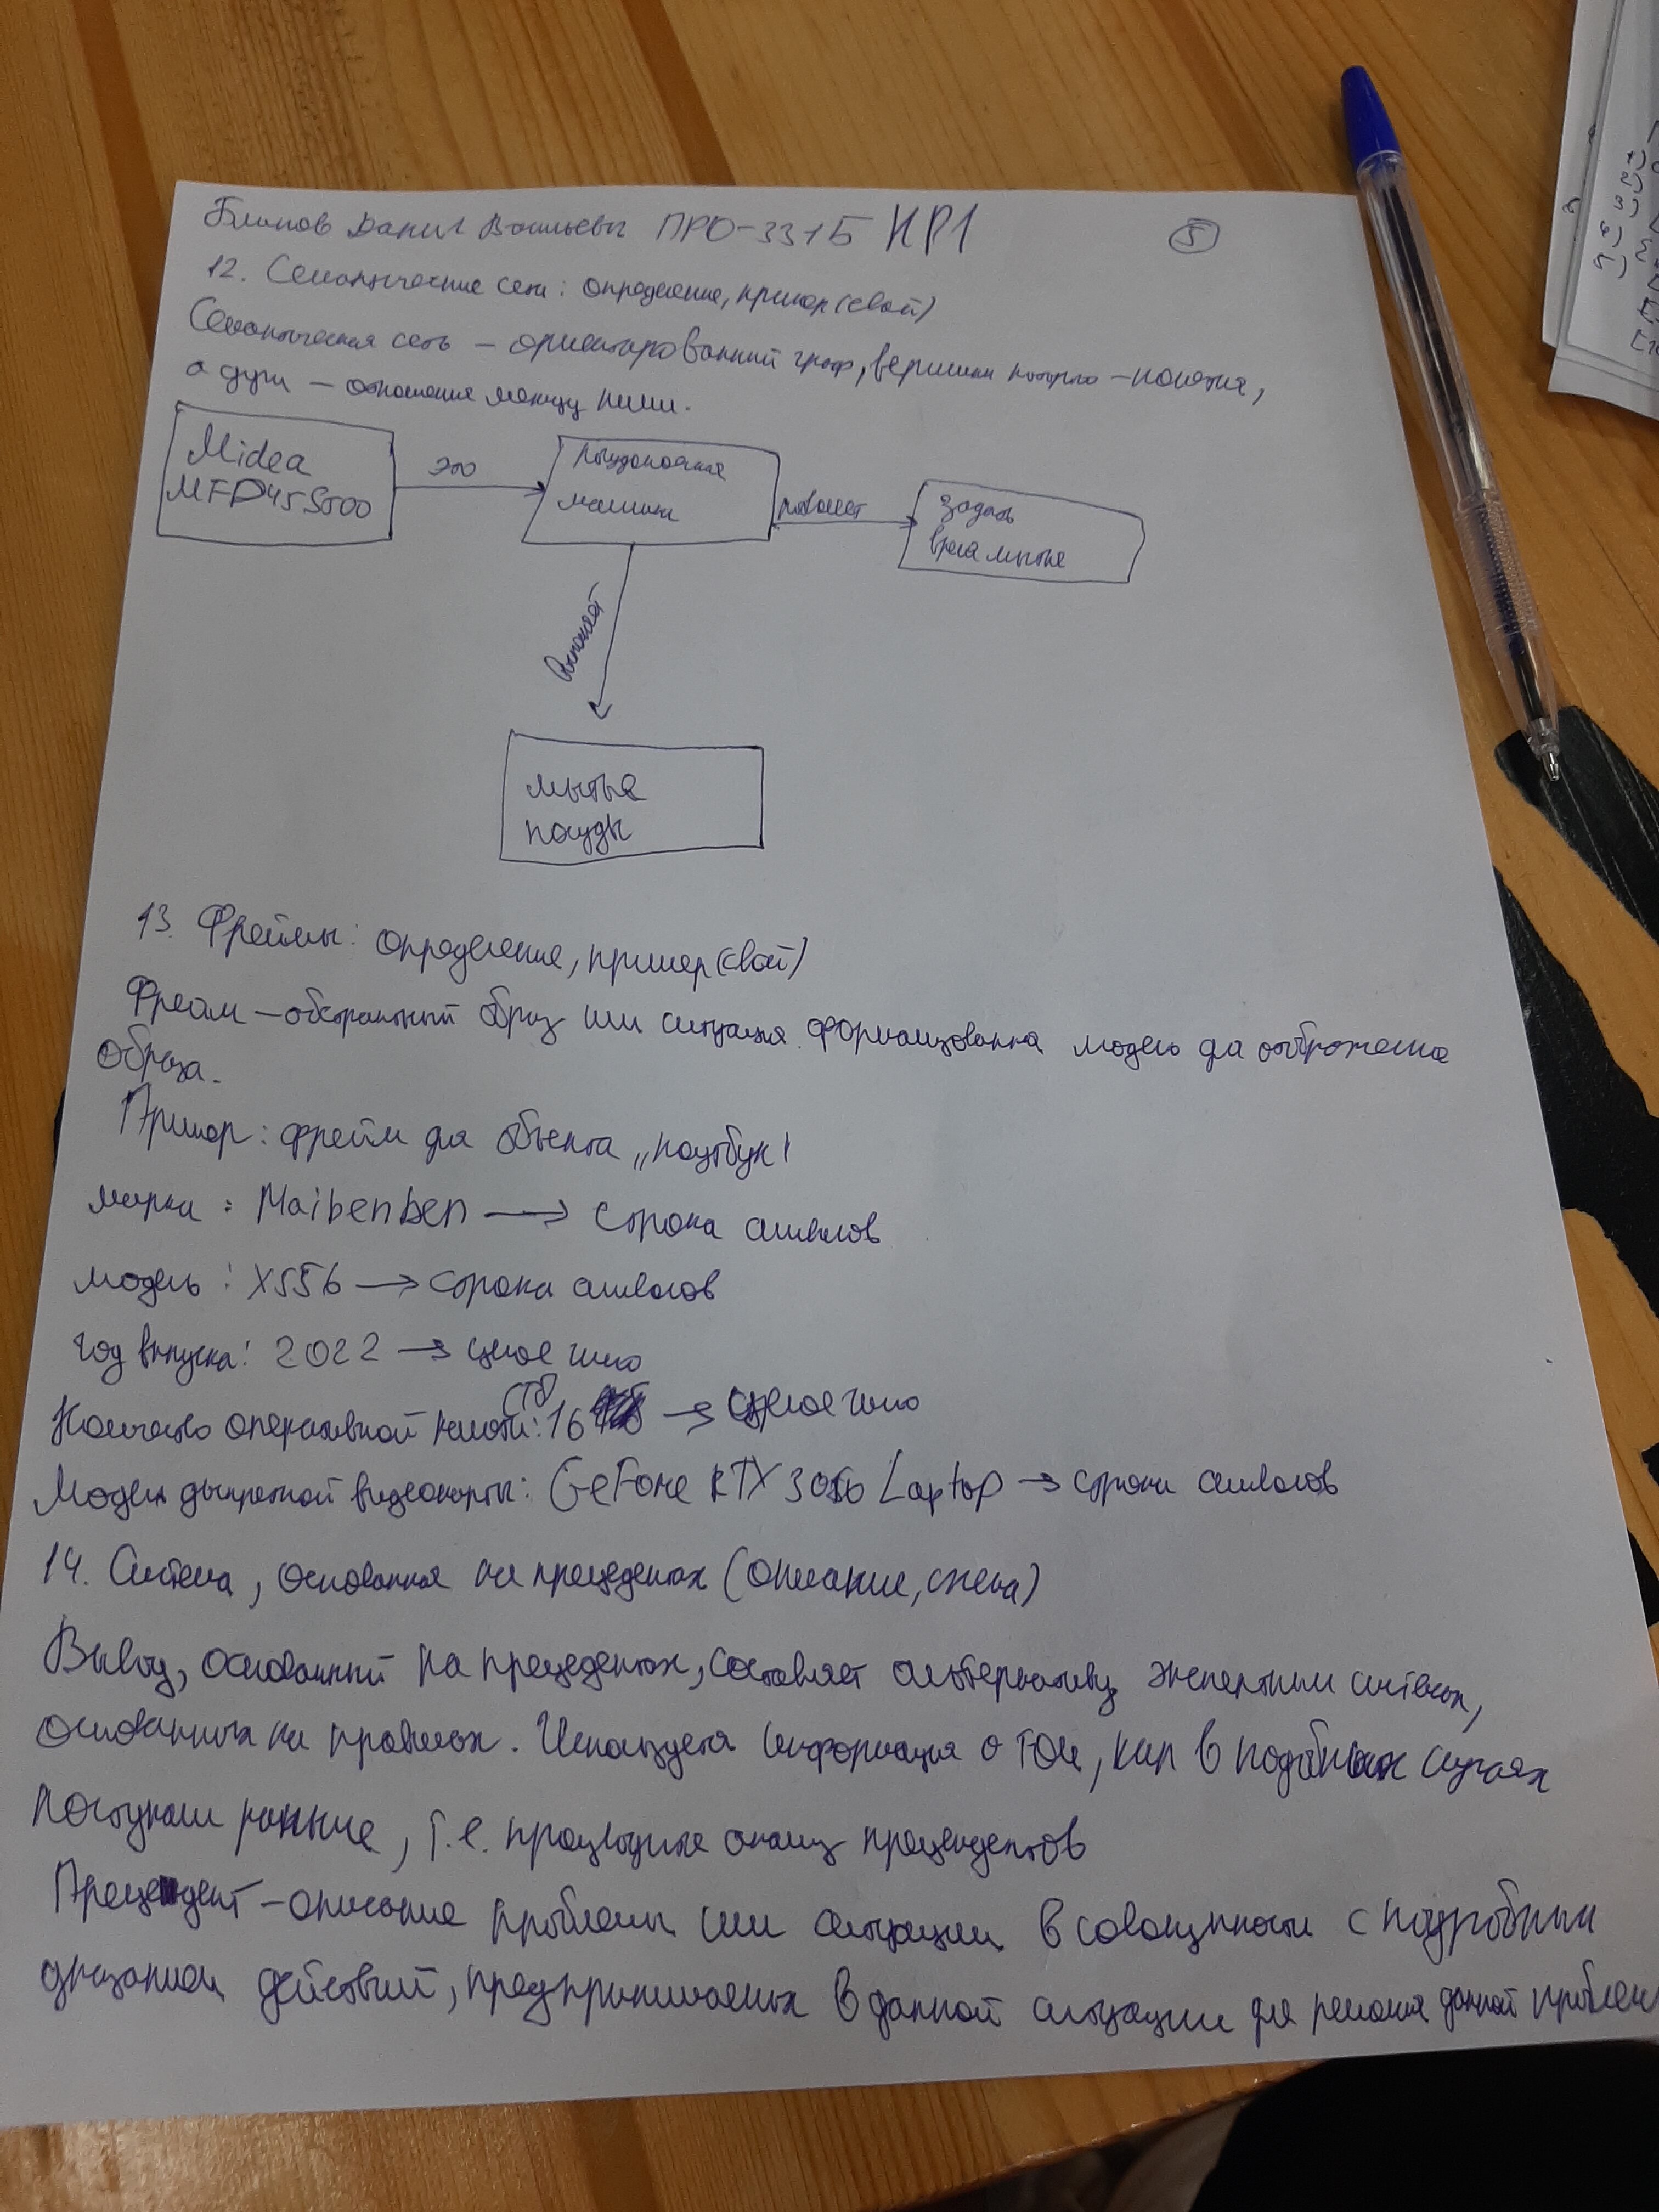 Блинов Данил Васильевич ПРО-331Б КР1 5
12. Семантические сети: определение, пример (свой)
Семантическая сеть – ориентированный граф, вершины которого – понятия,
а дуги – отношения между ними.
Midea
MFD45S500
это
посудомоечная
машина
позволяет
задать
время мытья
выполняет
мытьё
посуды
13. Фреймы: определение, пример (свой)
Фрейм – абстрактный образ или ситуация, формализованная модель для отображения
образа.
Пример: фрейм для объекта „ноутбук"
марка: Maibenben → строка символов
модель: X556 → строка символов
год выпуска: 2022 → целое число
Количество оперативной памяти (ГБ): 16 → целое число
Модель дискретной видеокарты: GeForce RTX 3050 Laptop → строка символов
14. Система, основанная на прецедентах (описание, схема)
Вывод, основанный на прецедентах, составляет альтернативу экспертным системам,
основанных на правилах. Используется информация о том, как в подобных случаях
поступали раньше, т.е. производится анализ прецендентов
Прецедент – описание проблемы или ситуации в совокупности с подробным
указанием действий, предпринимаемых в данной ситуации для решения данной проблем